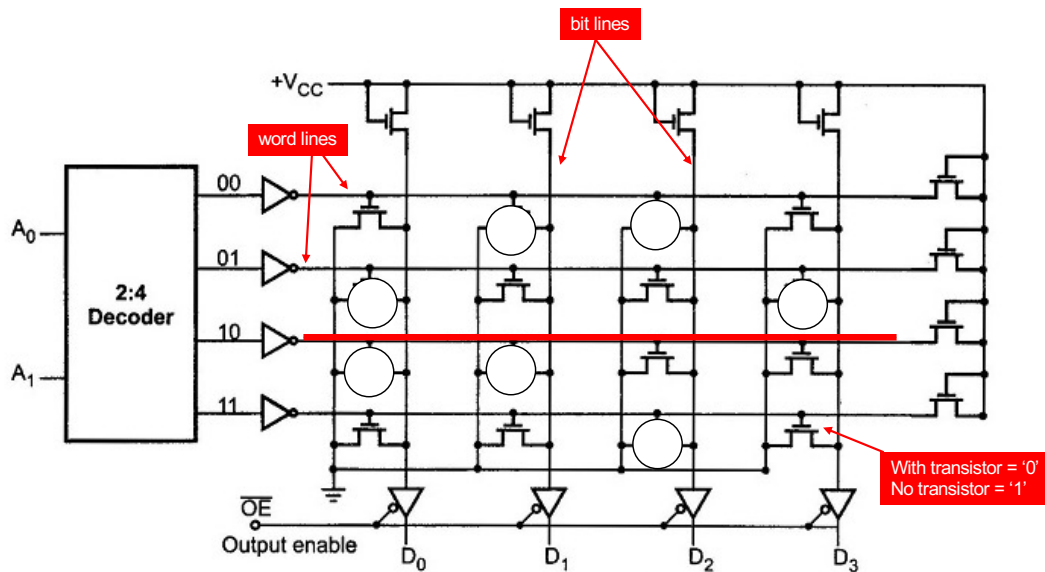 bit lines
+VCC
word lines
00
A0
01
2:4
Decoder
10
A1
11
With transistor = ‘0’
No transistor = ‘1’
OE
Output enable
D0
D1
D2
D3